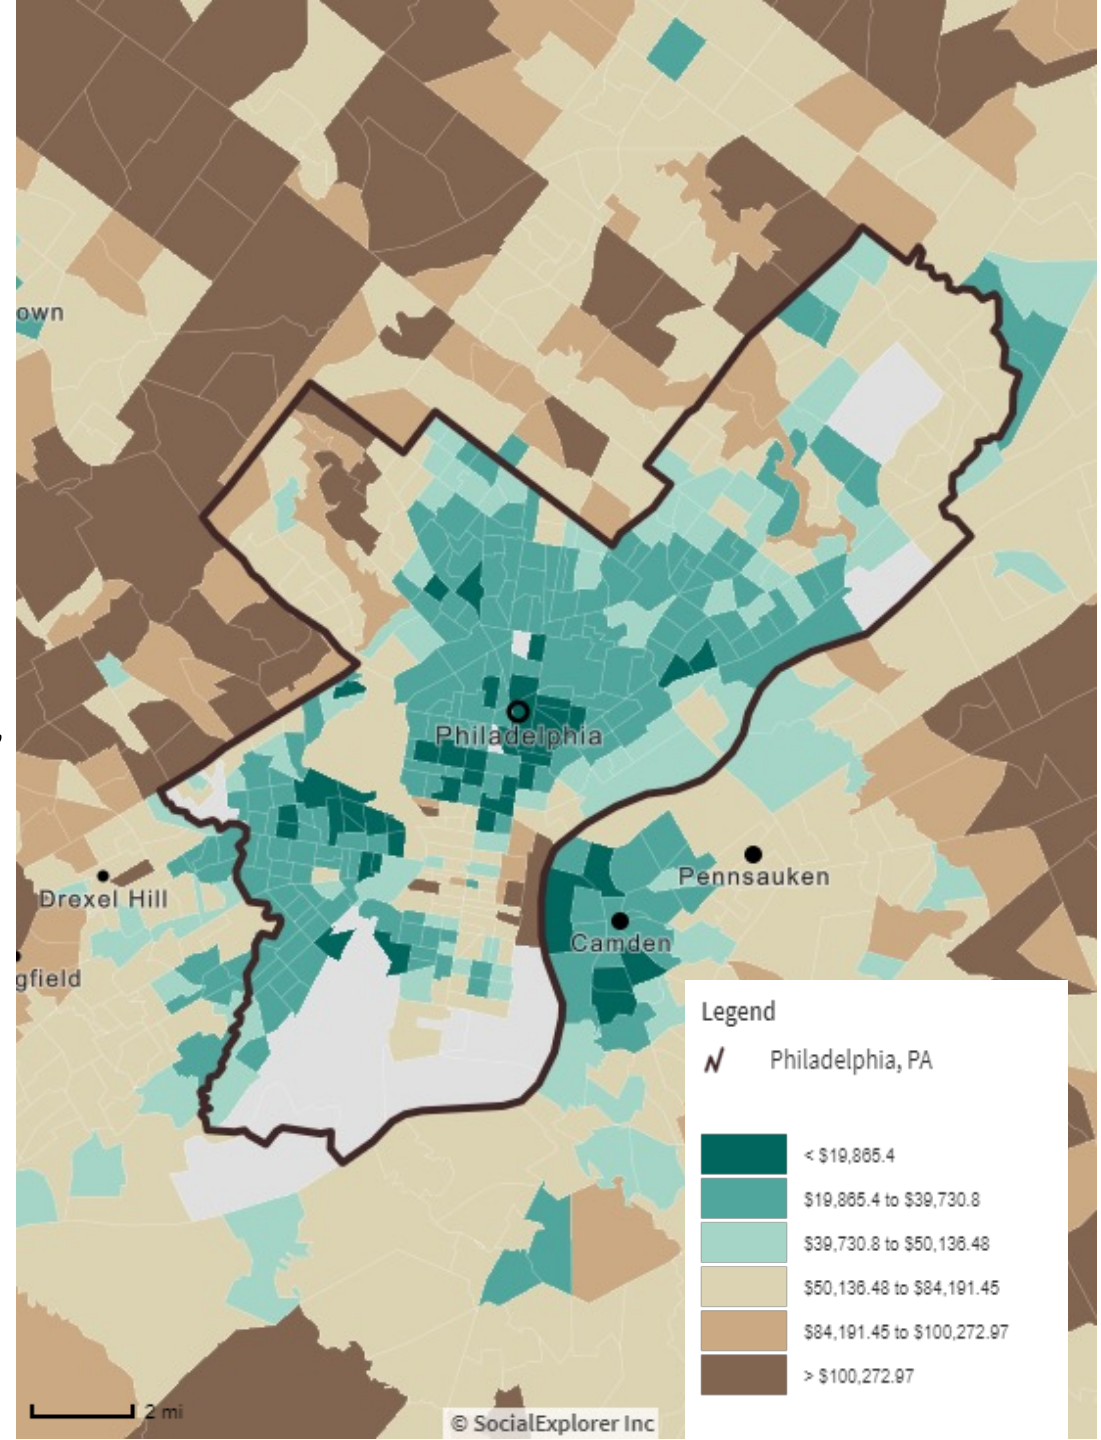 own
Philadelphia
Pennsauken
Drexel Hill
Camden
gfield
Legend
Philadelphia, PA
< $19,865.4
$19,865.4 to $39,730.8
$39,730.8 to $50,136.48
$50,136.48 to $84,191.45
$84,191.45 to $100,272.97
> $100,272.97
2 mi
© SocialExplorer Inc